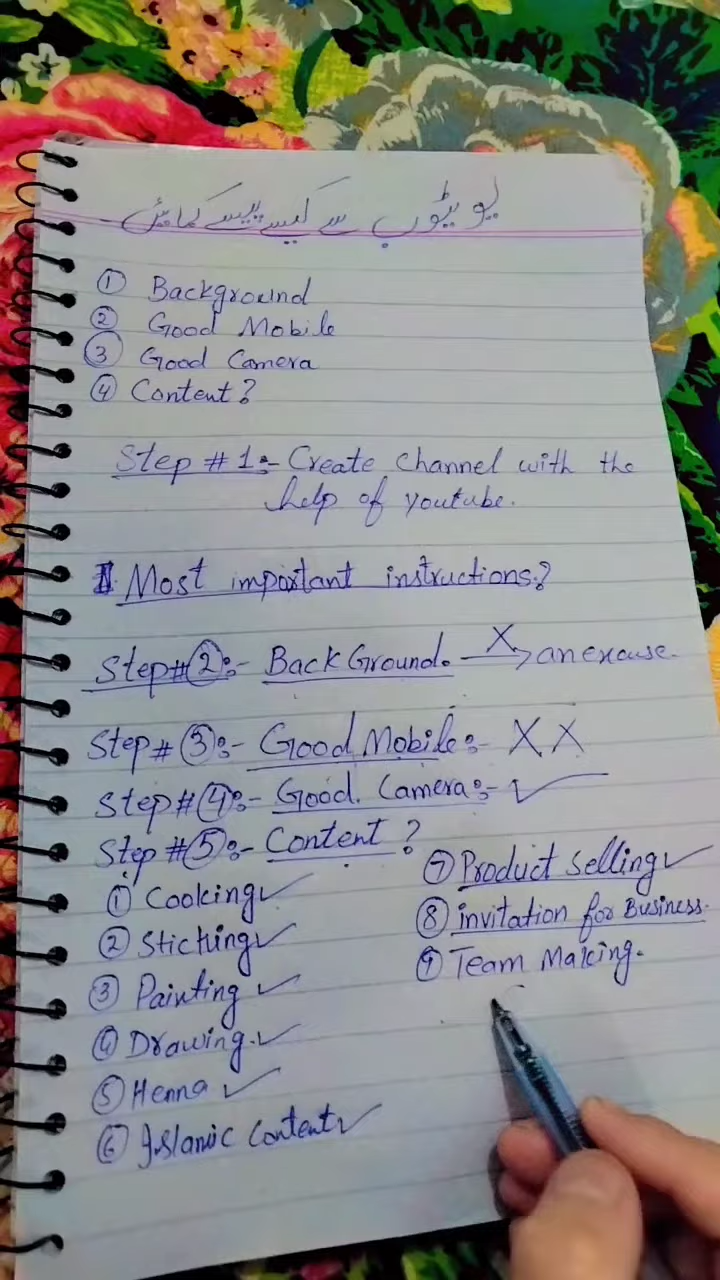 یوٹیوب سے کیسے پیسے کمائیں -
① Background
② Good Mobile
③ Good Camera
④ Content?
Step # 1:- Create Channel with the
help of youtube.
Most important instructions?
Step#②:- BackGround. X → an excuse.
Step#③:- Good Mobile:- X X
Step#④:- Good. Camera:- ✓
Step#⑤:- Content?
① Cooking ✓
② Stiching ✓
③ Painting ✓
④ Drawing. ✓
⑤ Henna ✓
⑥ Islamic Content ✓
⑦ Product selling ✓
⑧ invitation for Business.
⑨ Team Making.